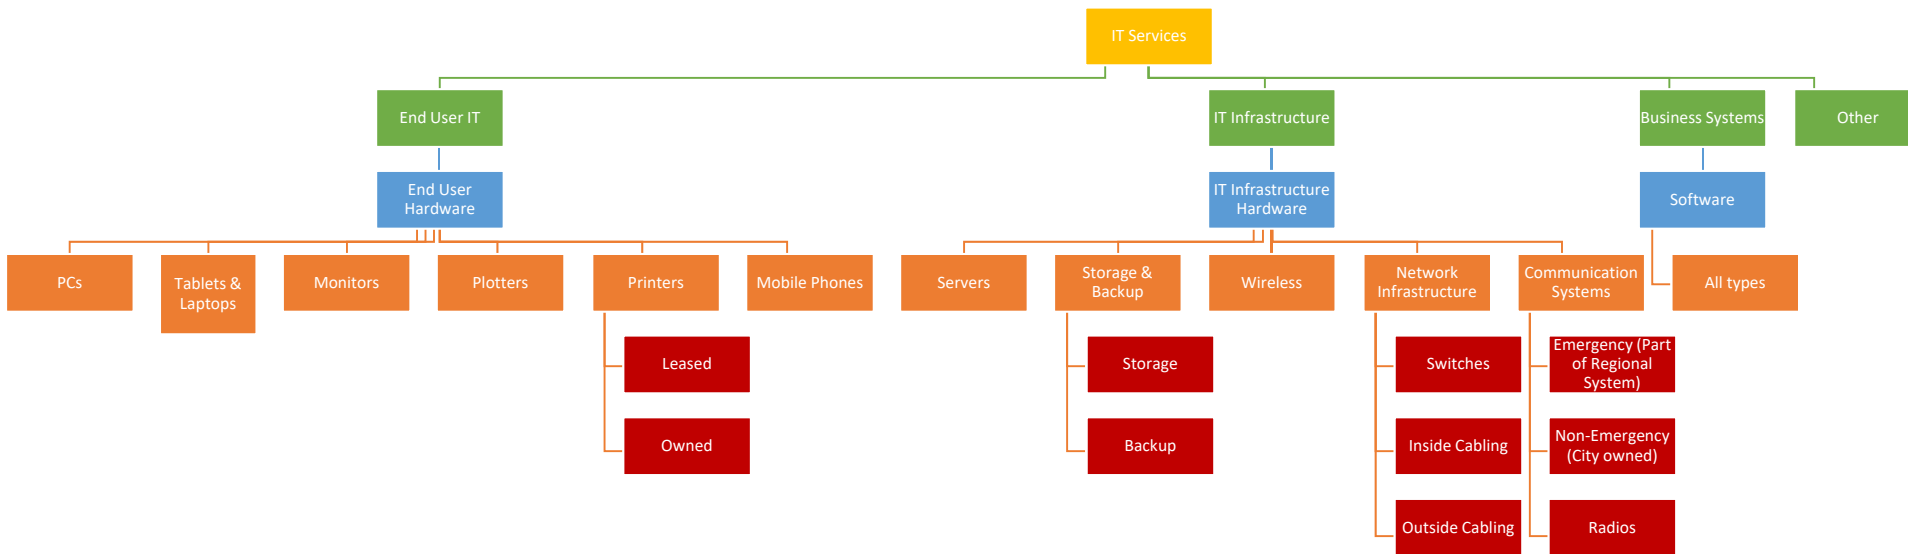 IT Services
End User IT
IT Infrastructure
Business Systems
Other
End User
Hardware
IT Infrastructure
Hardware
Software
PCs
Tablets &
Laptops
Monitors
Plotters
Printers
Mobile Phones
Servers
Storage &
Backup
Wireless
Network
Infrastructure
Communication
Systems
All types
Leased
Storage
Switches
Emergency (Part
of Regional
System)
Owned
Backup
Inside Cabling
Non-Emergency
(City owned)
Outside Cabling
Radios